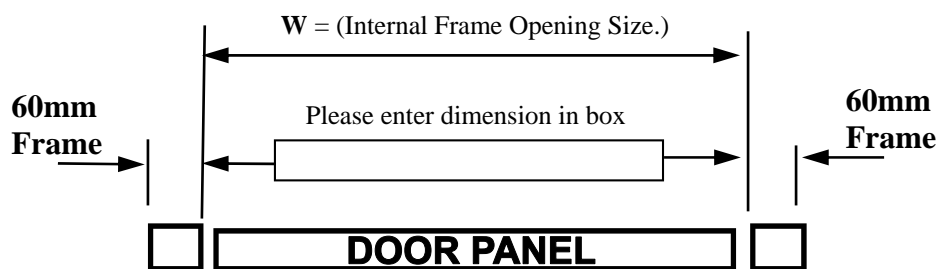 W = (Internal Frame Opening Size.)
60mm
Frame
Please enter dimension in box
60mm
Frame
DOOR PANEL